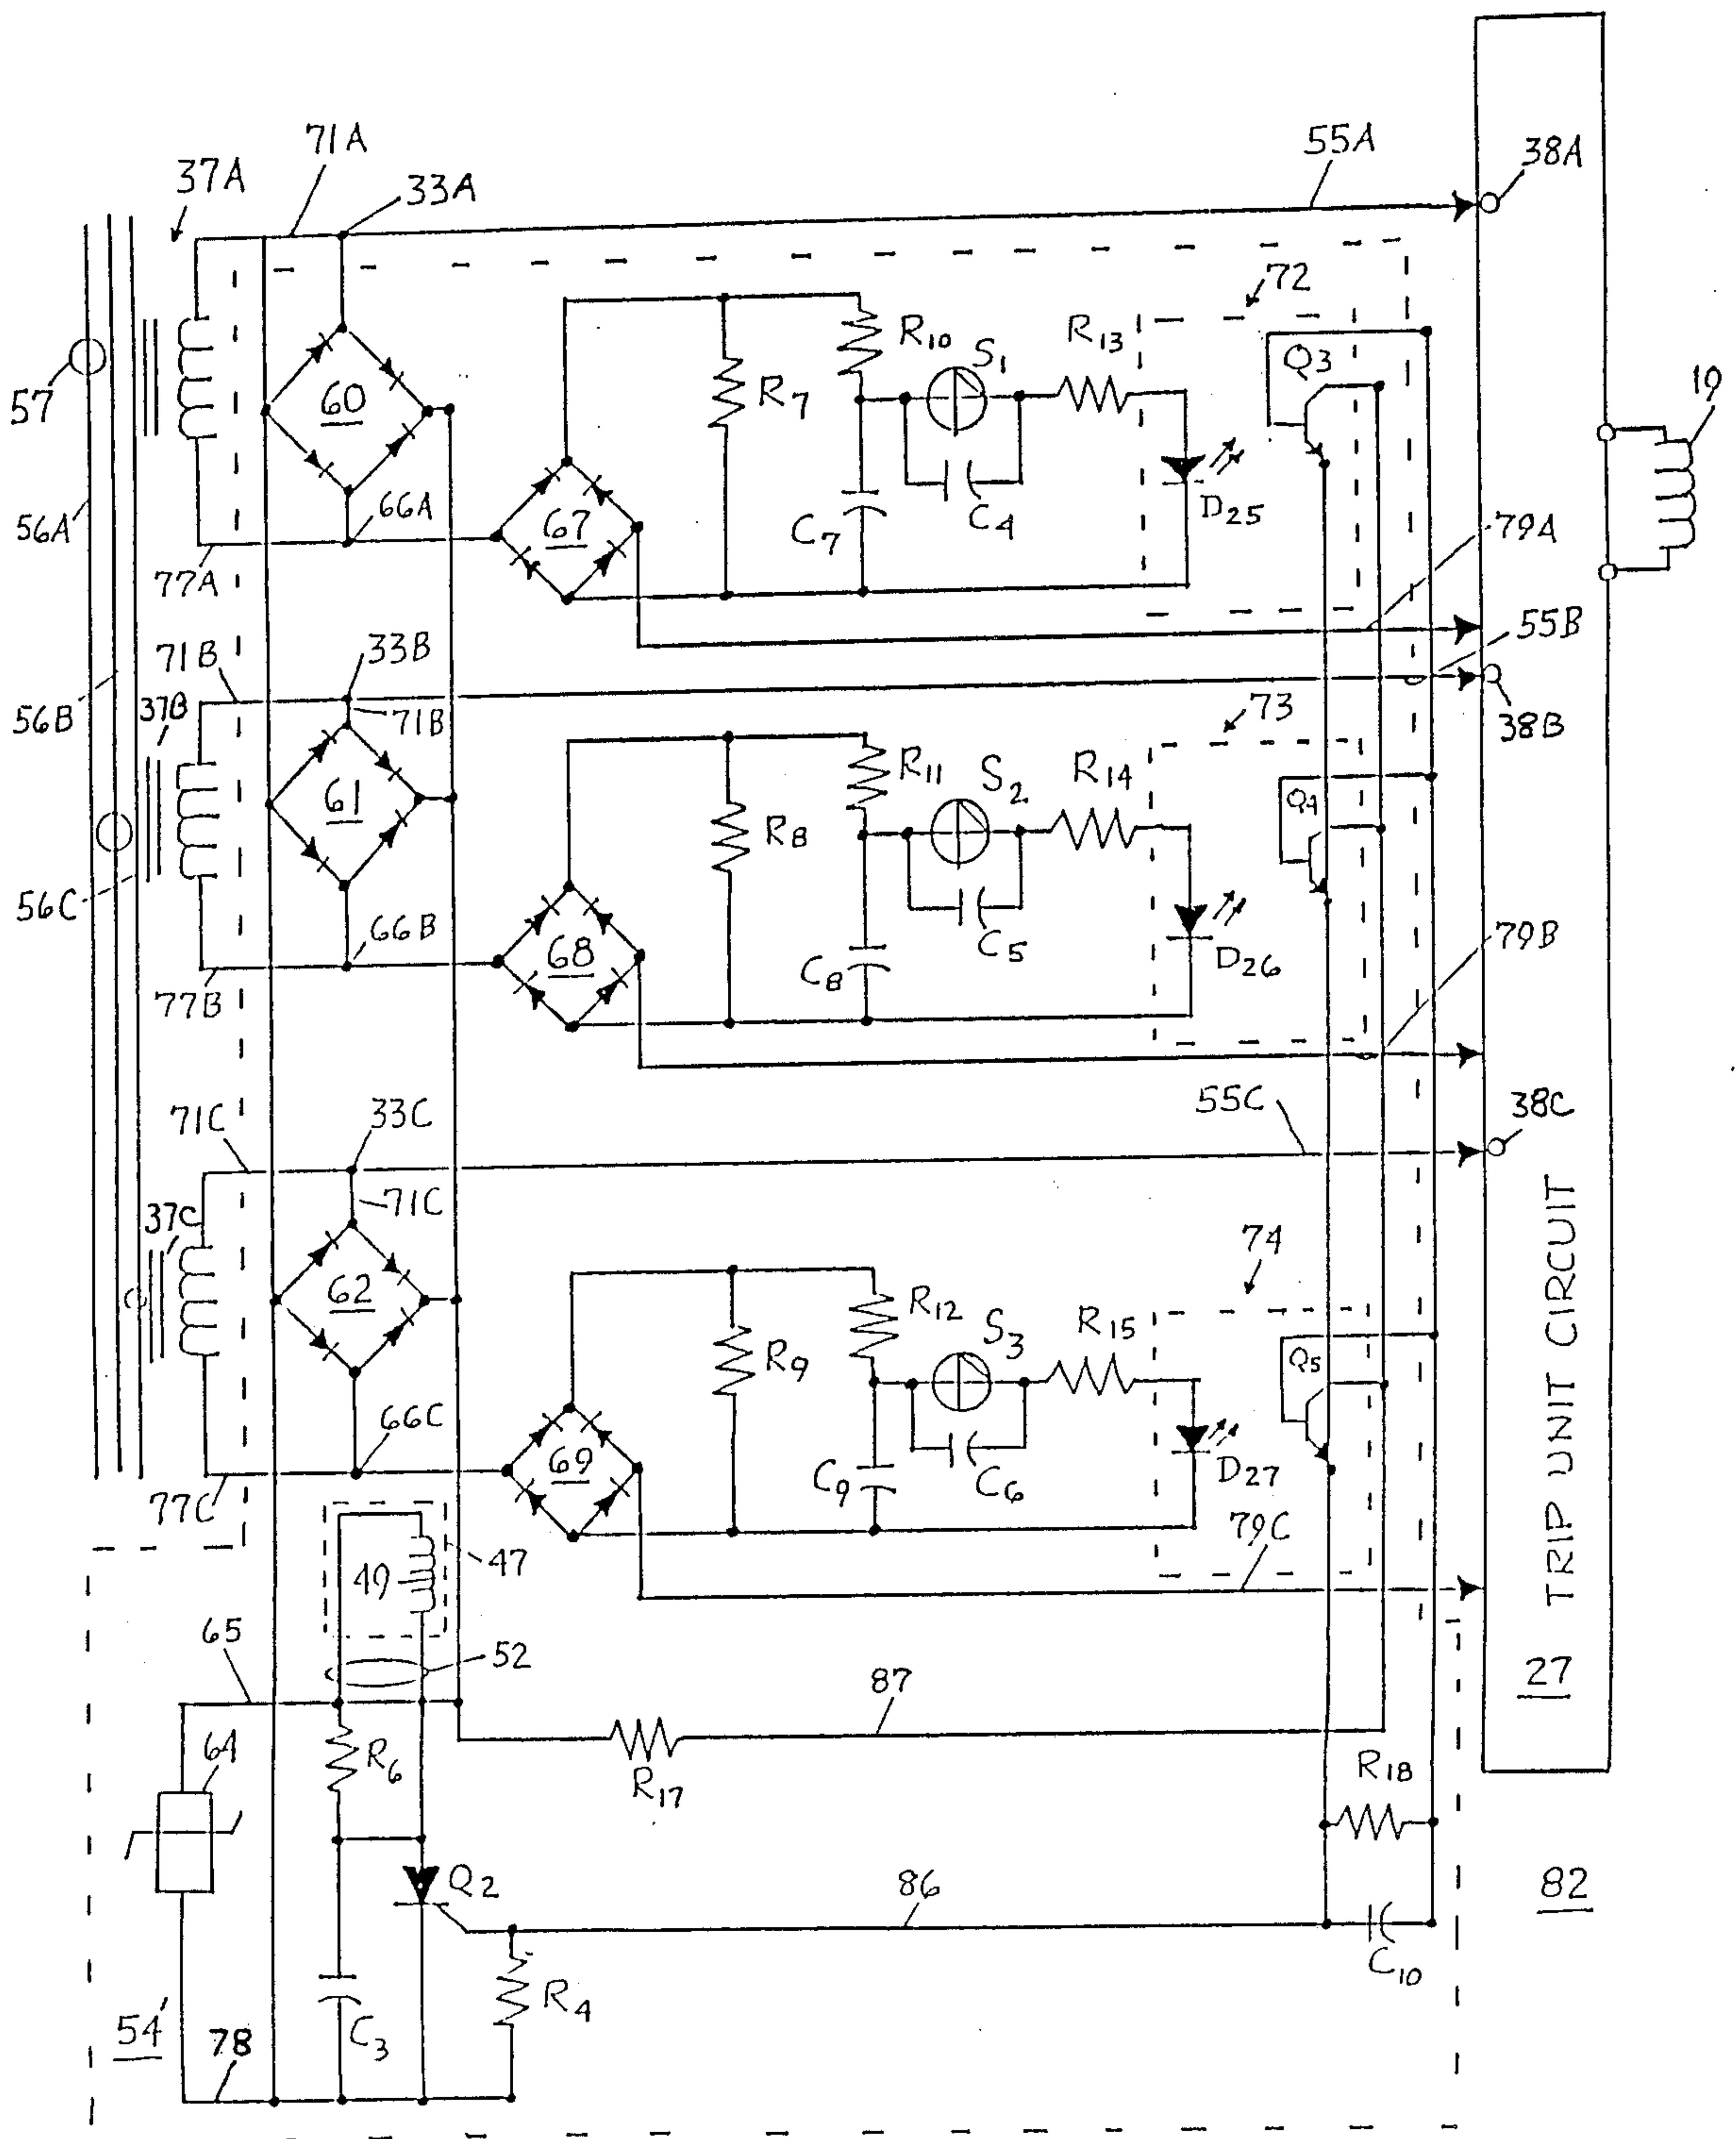 71A
55A
38A
37A
33A
72
R10
S1
R13
Q3
57
60
R7
19
56A
66A
67
C7
C4
D25
79A
77A
55B
71B
33B
73
56B
37B
71B
38B
R11
S2
R14
Q4
61
R8
56C
66B
68
C8
C5
D26
79B
77B
71C
33C
55C
38C
37C
71C
74
R12
S3
R15
Q5
62
R9
66C
69
C9
C6
D27
77C
79C
49
47
TRIP UNIT CIRCUIT
65
52
87
27
64
R6
R17
R18
Q2
86
82
C10
54'
78
C3
R4